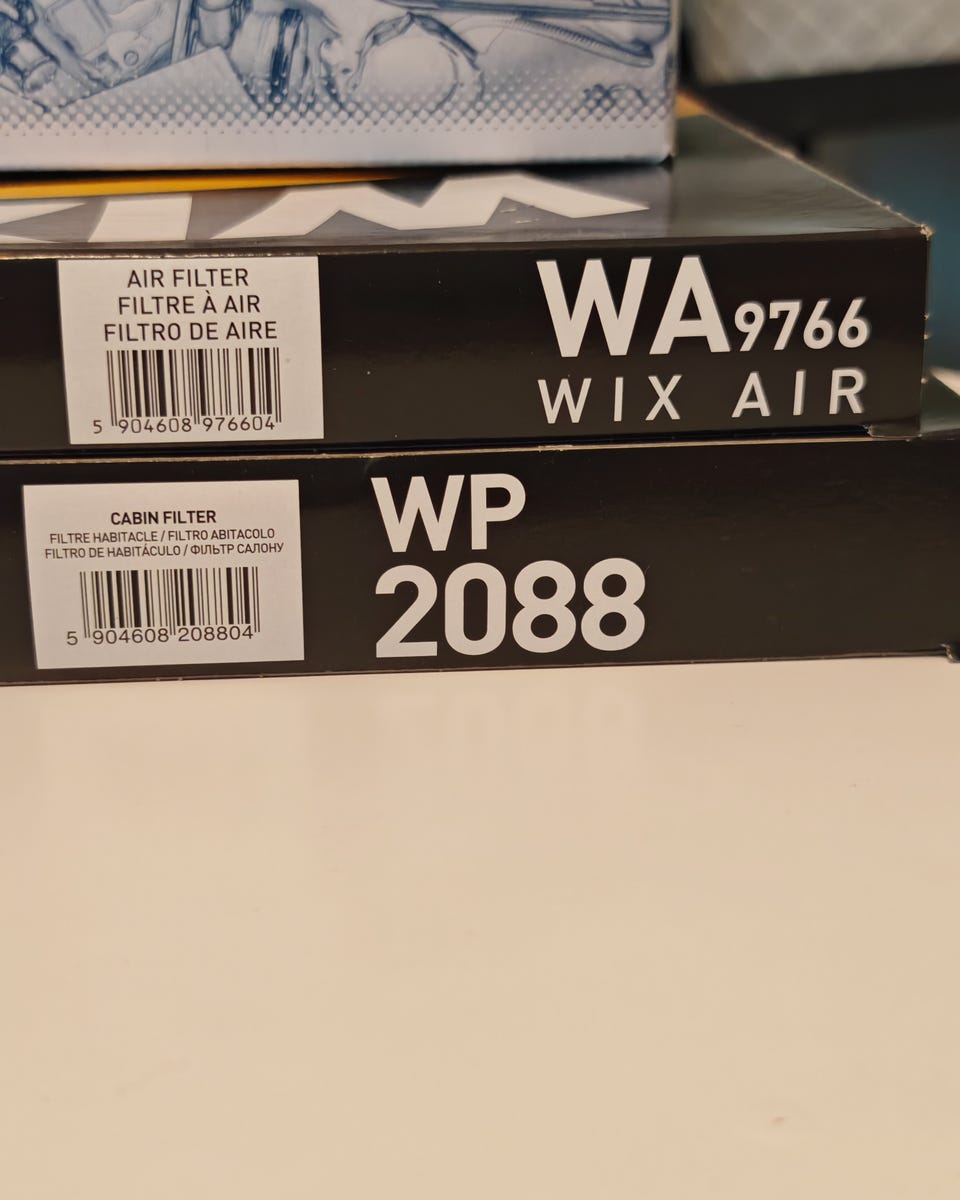 WIX
AIR FILTER
FILTRE À AIR
FILTRO DE AIRE
5 904608 976604
WA9766
WIX AIR
CABIN FILTER
FILTRE HABITACLE / FILTRO ABITACOLO
FILTRO DE HABITÁCULO / ФІЛЬТР САЛОНУ
5 904608 208804
WP
2088